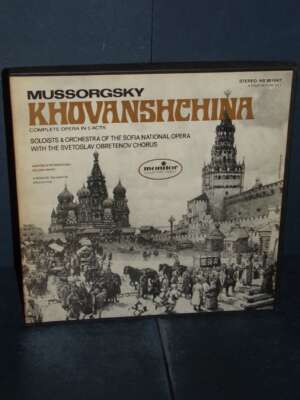 STEREO
MUSSORGSKY
KHOVANSHCHINA
COMPLETE OPERA IN 5 ACTS
SOLOISTS & ORCHESTRA OF THE SOFIA NATIONAL OPERA
WITH THE SVETOSLAV OBRETENOV CHORUS
monitor